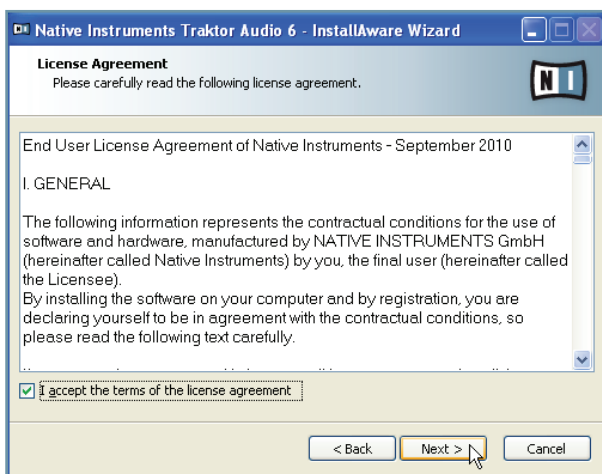 Native Instruments Traktor Audio 6 - InstallAware Wizard
License Agreement
Please carefully read the following license agreement.
N I
End User License Agreement of Native Instruments - September 2010
I. GENERAL
The following information represents the contractual conditions for the use of
software and hardware, manufactured by NATIVE INSTRUMENTS GmbH
(hereinafter called Native Instruments) by you, the final user (hereinafter called
the Licensee).
By installing the software on your computer and by registration, you are
declaring yourself to be in agreement with the contractual conditions, so
please read the following text carefully.
I accept the terms of the license agreement
< Back
Next >
Cancel